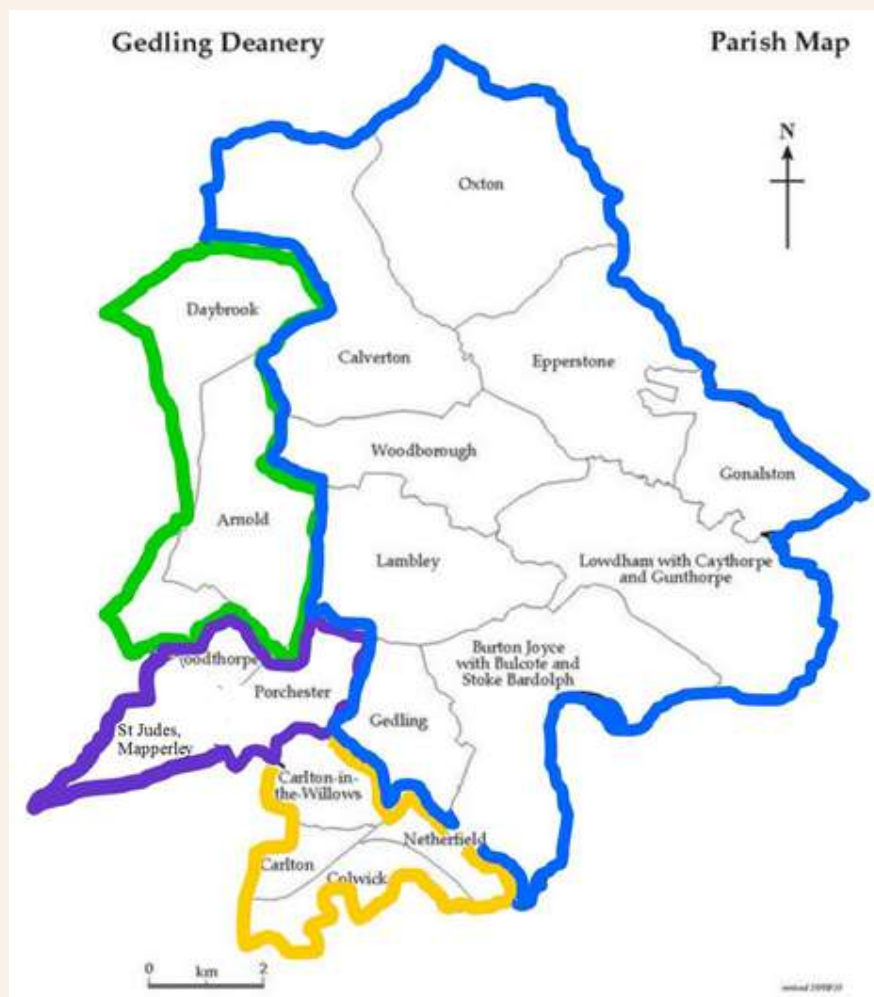 Gedling Deanery
Parish Map
N
Oxton
Daybrook
Calverton
Epperstone
Woodborough
Gonalston
Arnold
Lambley
Lowdham with Caythorpe
and Gunthorpe
Burton Joyce
with Bulcote and
Stoke Bardolph
oodthorpe
Porchester
Gedling
St Judes,
Mapperley
Carlton-in-
the-Willows
Netherfield
Carlton
Colwick
0
km
2